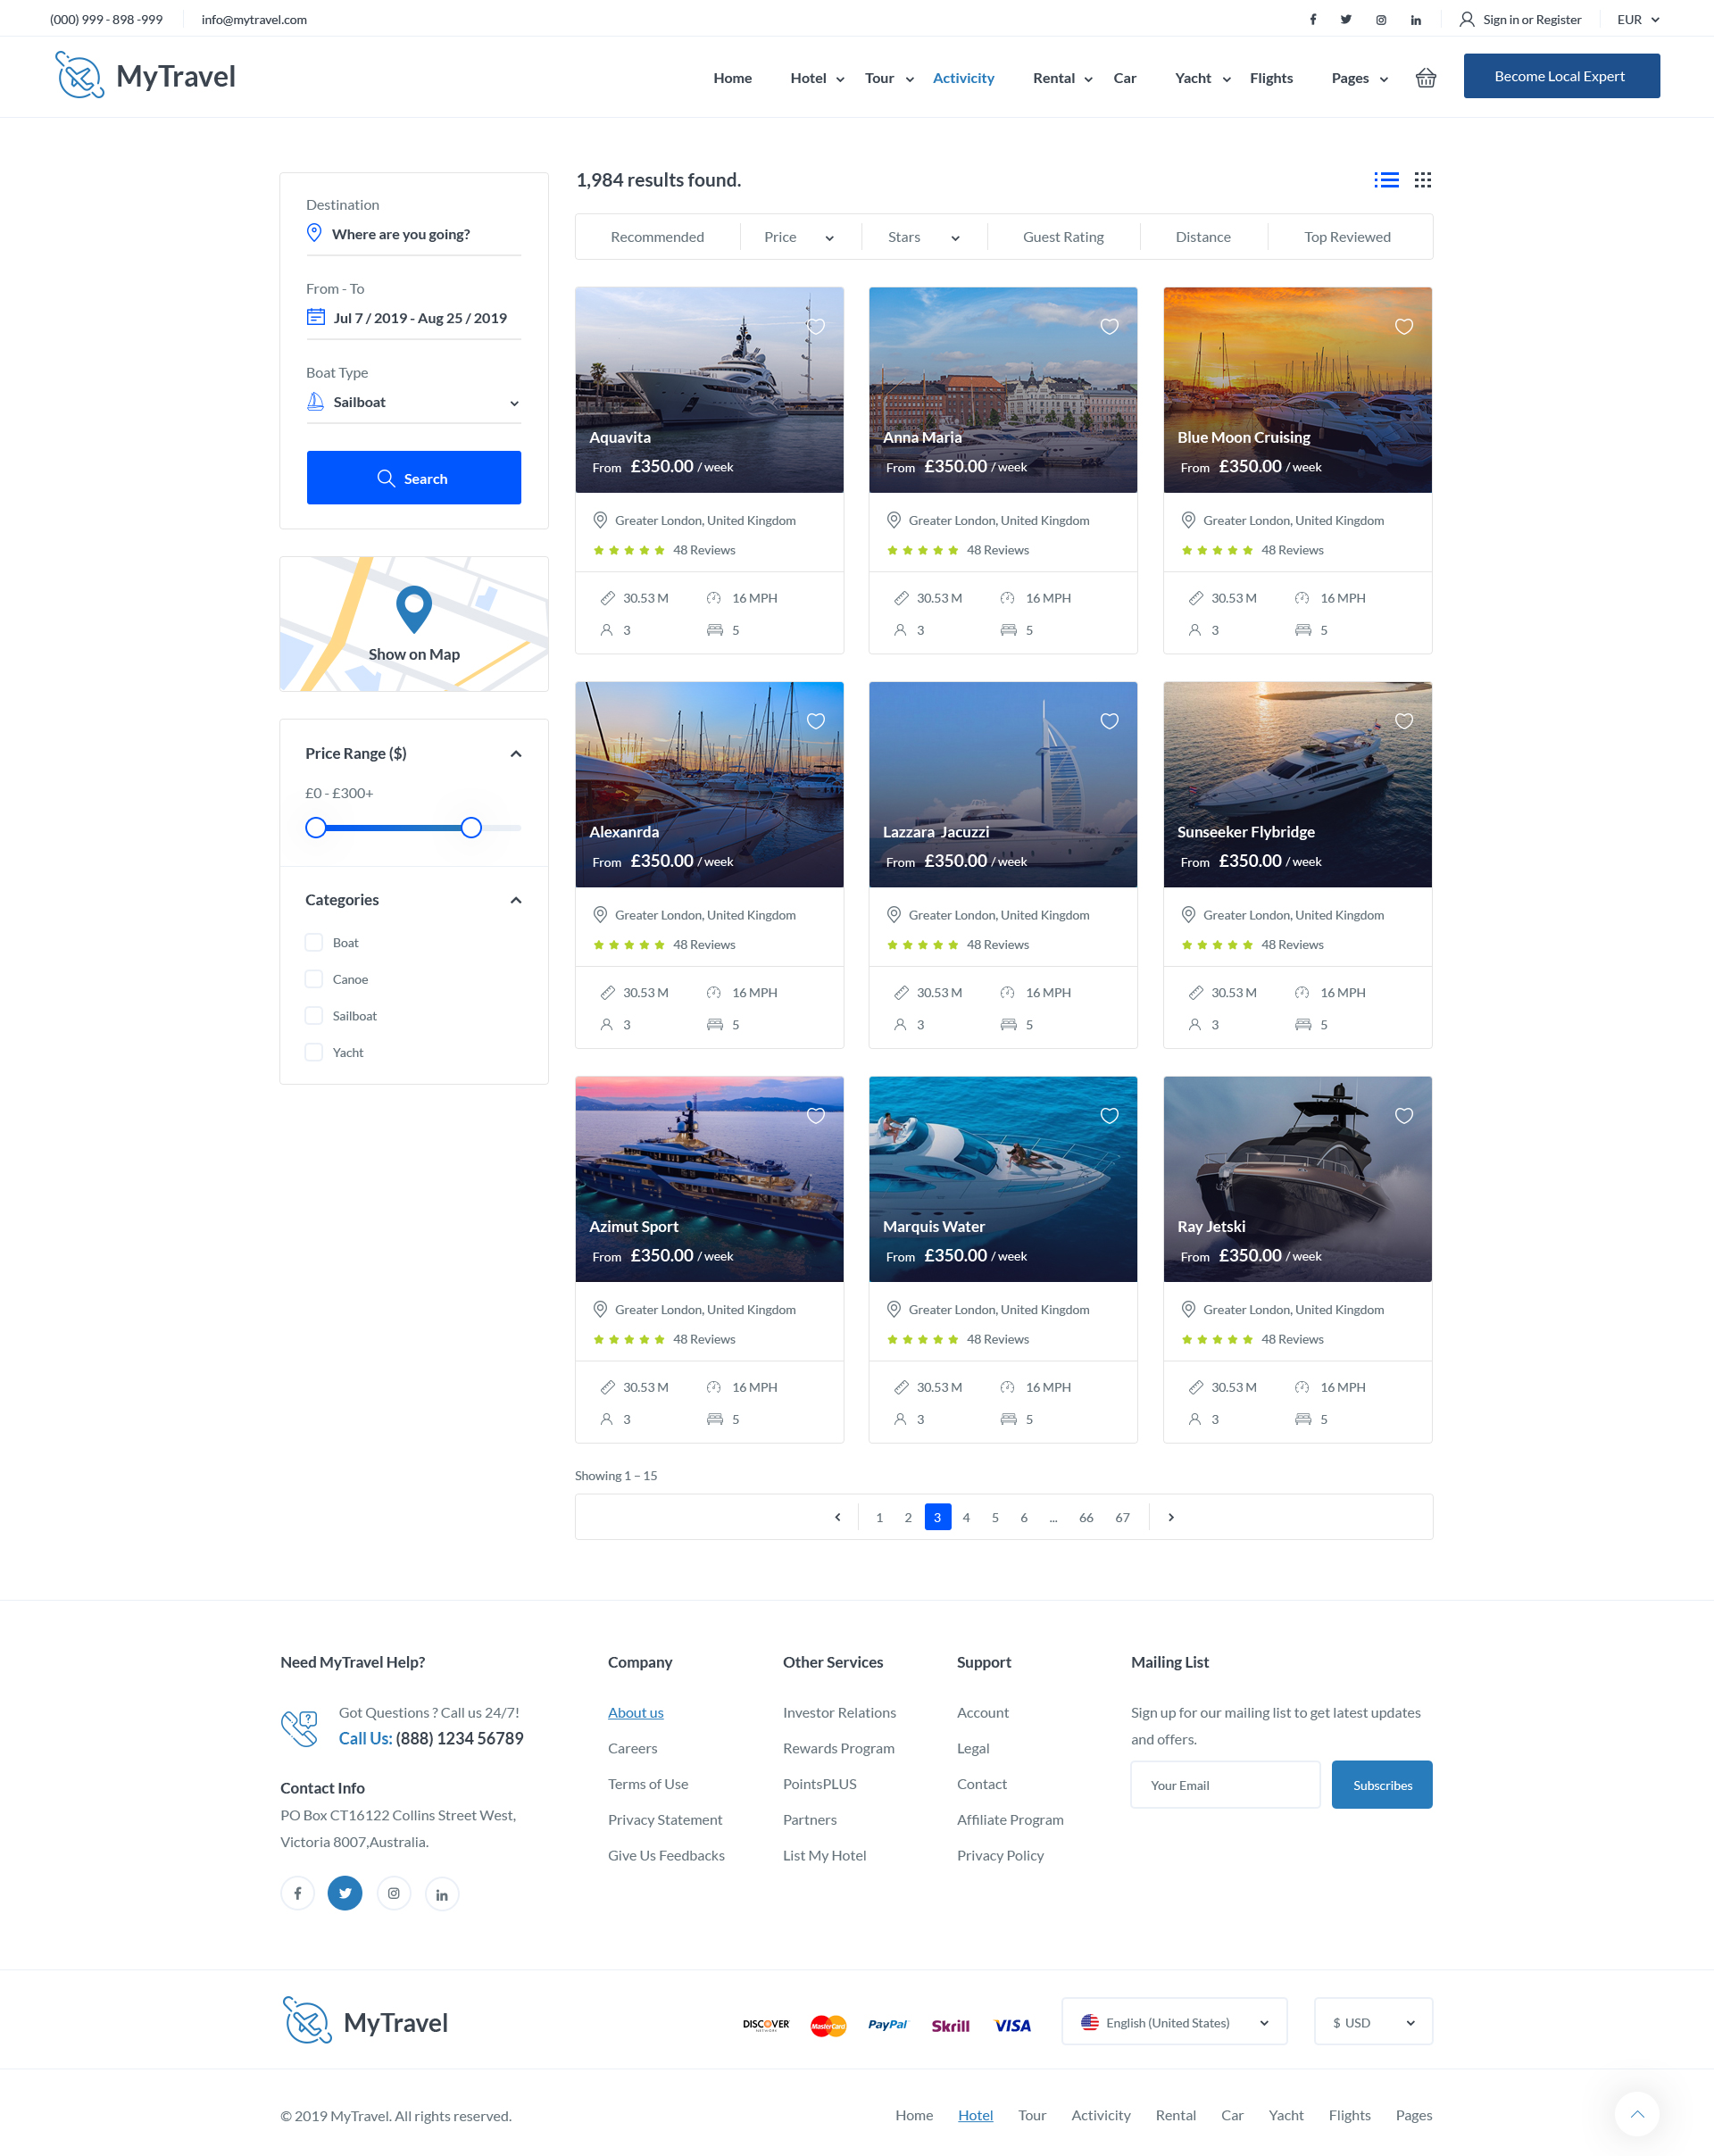 (000) 999 - 898 -999 info@mytravel.com Sign in or Register EUR
MyTravel Home Hotel Tour Activicity Rental Car Yacht Flights Pages Become Local Expert
Destination
Where are you going?
From - To
Jul 7 / 2019 - Aug 25 / 2019
Boat Type
Sailboat
Search
Show on Map
Price Range ($)
£0 - £300+
Categories
Boat
Canoe
Sailboat
Yacht
1,984 results found.
Recommended Price Stars Guest Rating Distance Top Reviewed
Aquavita
From £350.00 / week
Greater London, United Kingdom
48 Reviews
30.53 M 16 MPH
3 5
Anna Maria
From £350.00 / week
Greater London, United Kingdom
48 Reviews
30.53 M 16 MPH
3 5
Blue Moon Cruising
From £350.00 / week
Greater London, United Kingdom
48 Reviews
30.53 M 16 MPH
3 5
Alexanrda
From £350.00 / week
Greater London, United Kingdom
48 Reviews
30.53 M 16 MPH
3 5
Lazzara Jacuzzi
From £350.00 / week
Greater London, United Kingdom
48 Reviews
30.53 M 16 MPH
3 5
Sunseeker Flybridge
From £350.00 / week
Greater London, United Kingdom
48 Reviews
30.53 M 16 MPH
3 5
Azimut Sport
From £350.00 / week
Greater London, United Kingdom
48 Reviews
30.53 M 16 MPH
3 5
Marquis Water
From £350.00 / week
Greater London, United Kingdom
48 Reviews
30.53 M 16 MPH
3 5
Ray Jetski
From £350.00 / week
Greater London, United Kingdom
48 Reviews
30.53 M 16 MPH
3 5
Showing 1 – 15
1 2 3 4 5 6 ... 66 67
Need MyTravel Help?
Got Questions ? Call us 24/7!
Call Us: (888) 1234 56789
Contact Info
PO Box CT16122 Collins Street West,
Victoria 8007,Australia.
Company
About us
Careers
Terms of Use
Privacy Statement
Give Us Feedbacks
Other Services
Investor Relations
Rewards Program
PointsPLUS
Partners
List My Hotel
Support
Account
Legal
Contact
Affiliate Program
Privacy Policy
Mailing List
Sign up for our mailing list to get latest updates
and offers.
Your Email Subscribes
MyTravel DISCOVER NETWORK MasterCard PayPal Skrill VISA English (United States) $ USD
© 2019 MyTravel. All rights reserved. Home Hotel Tour Activicity Rental Car Yacht Flights Pages